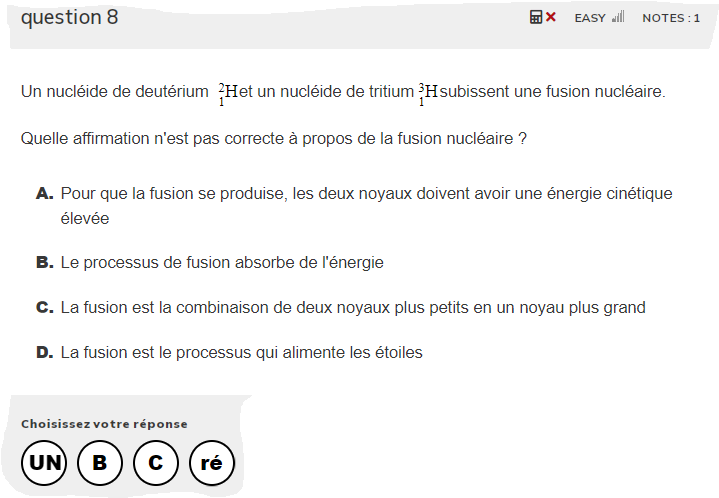 question 8 EASY NOTES : 1
Un nucléide de deutérium ²₁H et un nucléide de tritium ³₁H subissent une fusion nucléaire.
Quelle affirmation n'est pas correcte à propos de la fusion nucléaire ?
A. Pour que la fusion se produise, les deux noyaux doivent avoir une énergie cinétique
élevée
B. Le processus de fusion absorbe de l'énergie
C. La fusion est la combinaison de deux noyaux plus petits en un noyau plus grand
D. La fusion est le processus qui alimente les étoiles
Choisissez votre réponse
UN B C ré